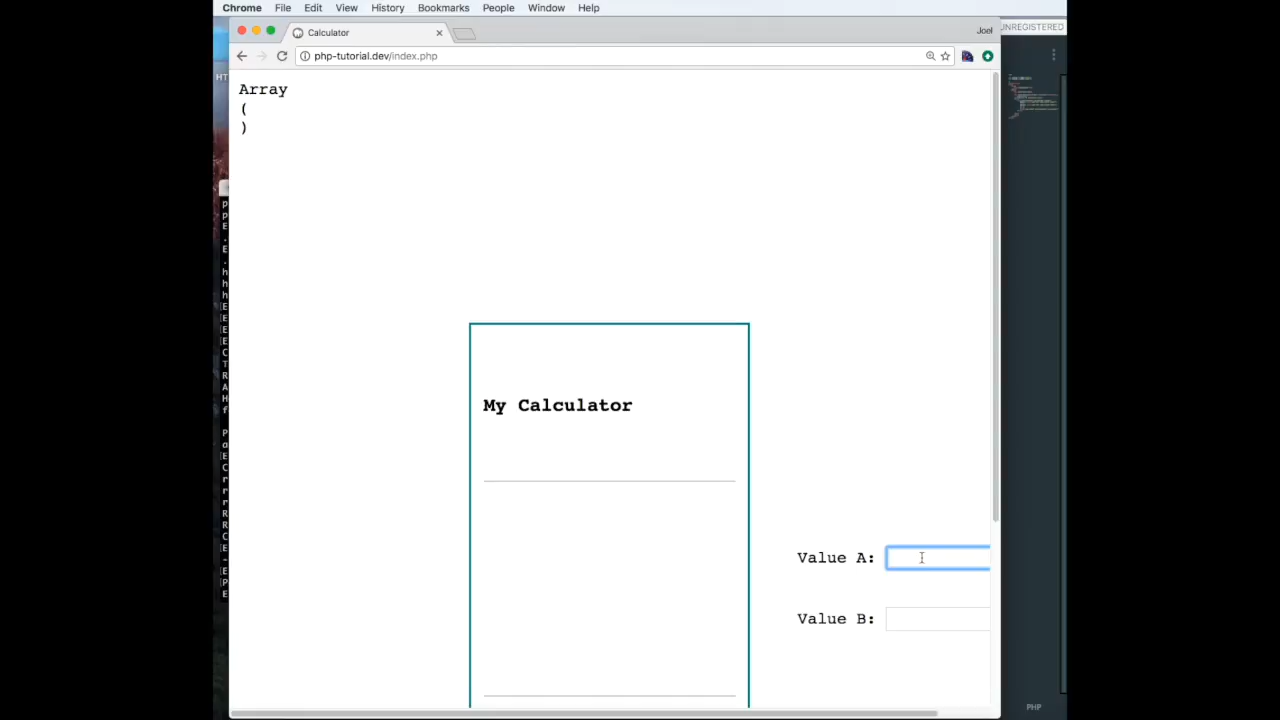 Chrome File Edit View History Bookmarks People Window Help
Calculator
Joel
UNREGISTERED
php-tutorial.dev/index.php
HT
Array
(
)
My Calculator
Value A:
Value B:
PHP